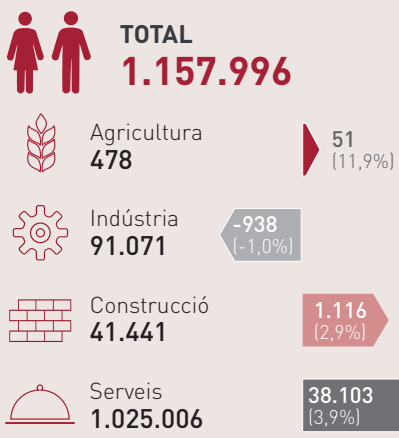 TOTAL
1.157.996
Agricultura
478
51
(11,9%)
Indústria
91.071
-938
(-1,0%)
Construcció
41.441
1.116
(2,9%)
Serveis
1.025.006
38.103
(3,9%)